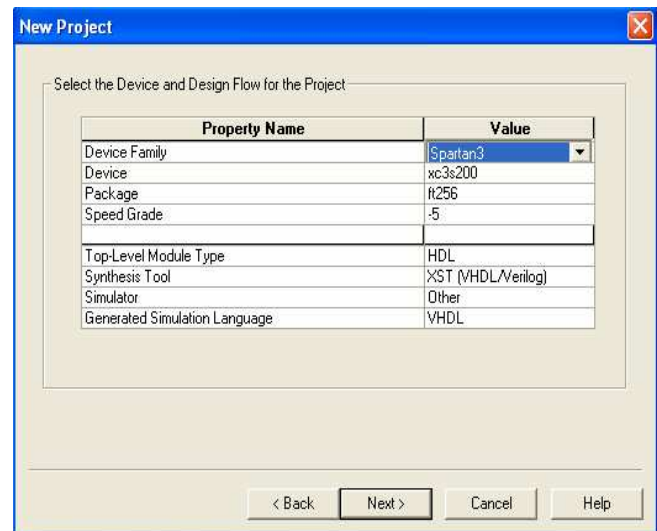 New Project
Select the Device and Design Flow for the Project
Property Name Value
Device Family Spartan3
Device xc3s200
Package ft256
Speed Grade -5
Top-Level Module Type HDL
Synthesis Tool XST (VHDL/Verilog)
Simulator Other
Generated Simulation Language VHDL
< Back Next > Cancel Help